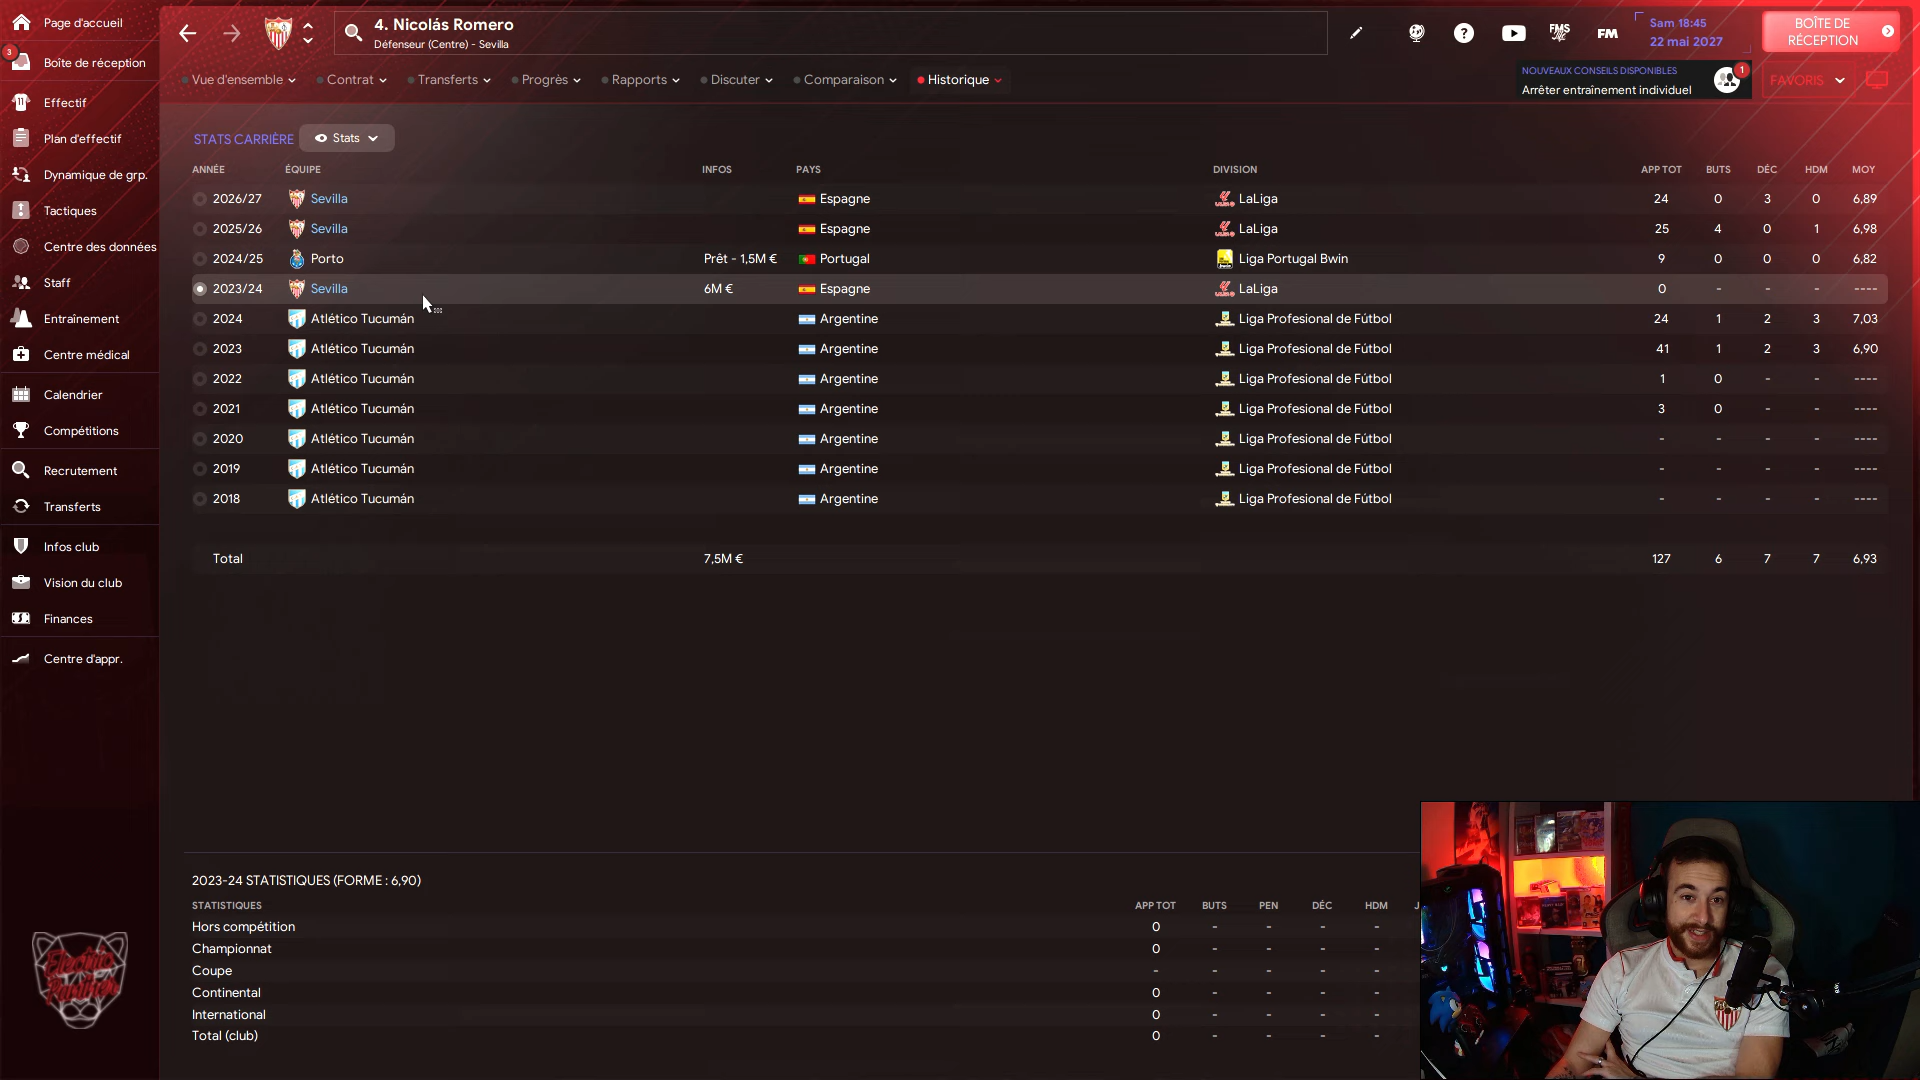 Page d'accueil
3
Boîte de réception
Effectif
Plan d'effectif
Dynamique de grp.
Tactiques
Centre des données
Staff
Entraînement
Centre médical
Calendrier
Compétitions
Recrutement
Transferts
Infos club
Vision du club
Finances
Centre d'appr.
Electric Panther
4. Nicolás Romero
Défenseur (Centre) - Sevilla
FMS
FM
Sam 18:45
22 mai 2027
BOÎTE DE RÉCEPTION
Vue d'ensemble
Contrat
Transferts
Progrès
Rapports
Discuter
Comparaison
Historique
NOUVEAUX CONSEILS DISPONIBLES
Arrêter entraînement individuel
1
FAVORIS
STATS CARRIÈRE Stats
ANNÉE ÉQUIPE INFOS PAYS DIVISION APP TOT BUTS DÉC HDM MOY
2026/27 Sevilla Espagne LaLiga 24 0 3 0 6,89
2025/26 Sevilla Espagne LaLiga 25 4 0 1 6,98
2024/25 Porto Prêt - 1,5M € Portugal Liga Portugal Bwin 9 0 0 0 6,82
2023/24 Sevilla 6M € Espagne LaLiga 0 - - - ----
2024 Atlético Tucumán Argentine Liga Profesional de Fútbol 24 1 2 3 7,03
2023 Atlético Tucumán Argentine Liga Profesional de Fútbol 41 1 2 3 6,90
2022 Atlético Tucumán Argentine Liga Profesional de Fútbol 1 0 - - ----
2021 Atlético Tucumán Argentine Liga Profesional de Fútbol 3 0 - - ----
2020 Atlético Tucumán Argentine Liga Profesional de Fútbol - - - - ----
2019 Atlético Tucumán Argentine Liga Profesional de Fútbol - - - - ----
2018 Atlético Tucumán Argentine Liga Profesional de Fútbol - - - - ----
Total 7,5M € 127 6 7 7 6,93
2023-24 STATISTIQUES (FORME : 6,90)
STATISTIQUES APP TOT BUTS PEN DÉC HDM J
Hors compétition 0 - - - -
Championnat 0 - - - -
Coupe - - - - -
Continental 0 - - - -
International 0 - - - -
Total (club) 0 - - - -